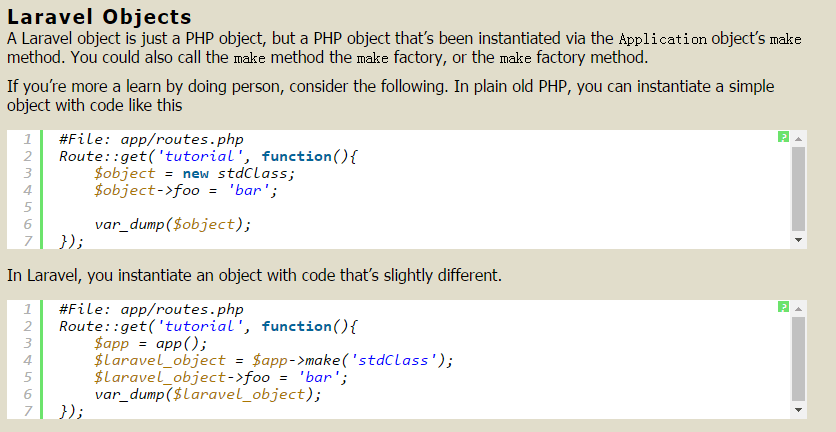 Laravel Objects
A Laravel object is just a PHP object, but a PHP object that’s been instantiated via the Application object’s make
method. You could also call the make method the make factory, or the make factory method.
If you’re more a learn by doing person, consider the following. In plain old PHP, you can instantiate a simple
object with code like this
1 #File: app/routes.php
2 Route::get('tutorial', function(){
3     $object = new stdClass;
4     $object->foo = 'bar';
5
6     var_dump($object);
7 });
?
In Laravel, you instantiate an object with code that’s slightly different.
1 #File: app/routes.php
2 Route::get('tutorial', function(){
3     $app = app();
4     $laravel_object = $app->make('stdClass');
5     $laravel_object->foo = 'bar';
6     var_dump($laravel_object);
7 });
?